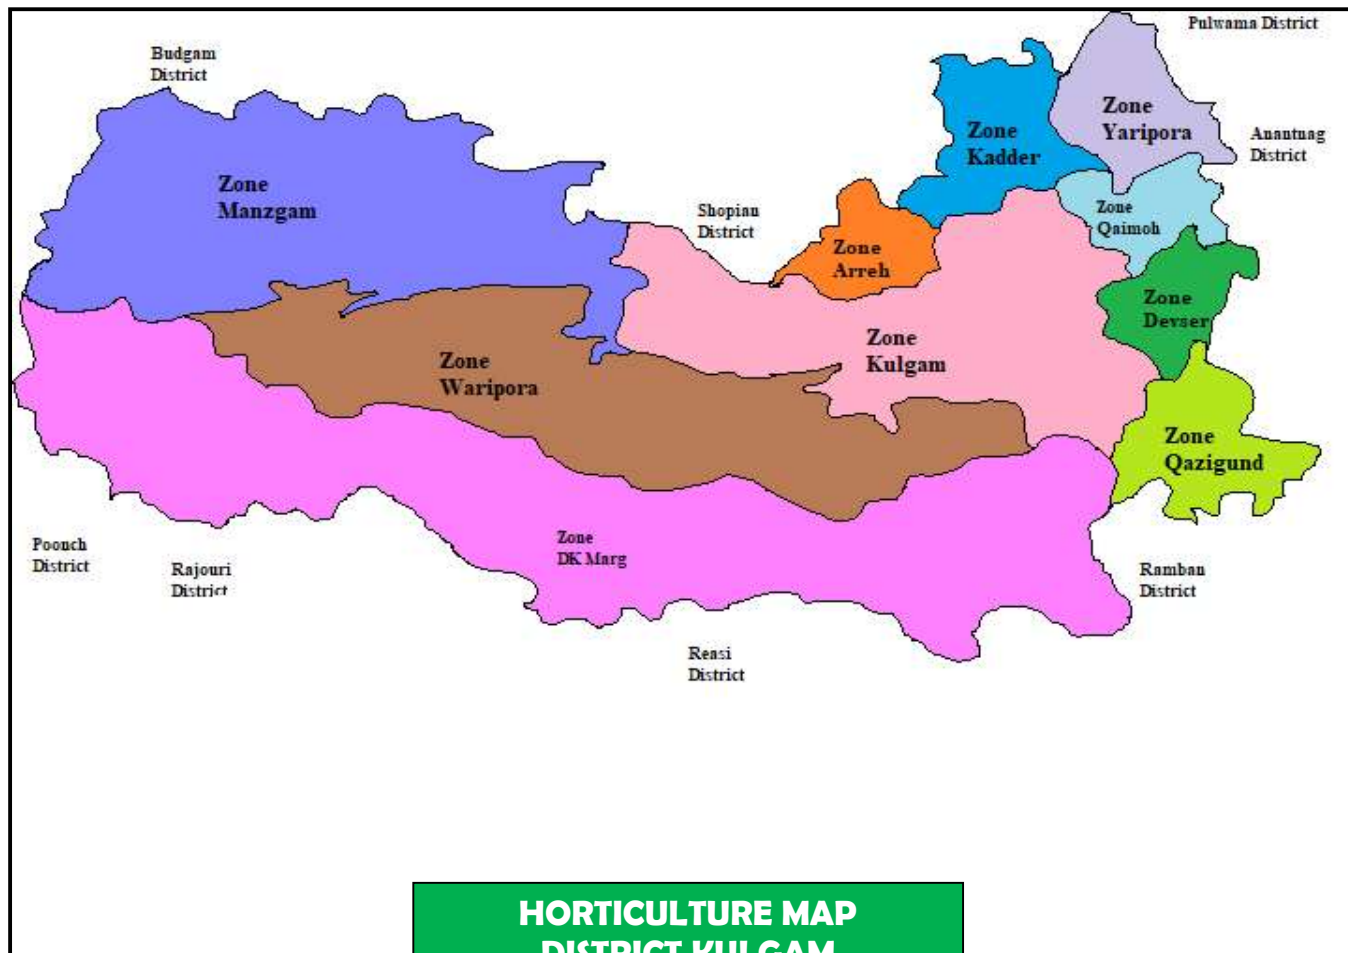 Pulwama District
Budgam
District
Zone
Yaripora
Zone
Kadder
Anantnag
District
Zone
Manzgam
Shopian
District
Zone
Qaimoh
Zone
Arreh
Zone
Devser
Zone
Kulgam
Zone
Waripora
Zone
Qazigund
Zone
DK Marg
Poonch
District
Rajouri
District
Ramban
District
Reasi
District
HORTICULTURE MAP
DISTRICT KULGAM